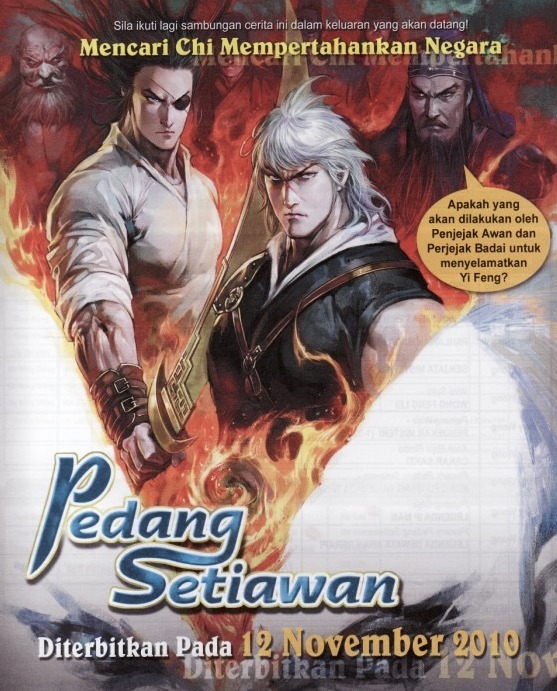 Sila ikuti lagi sambungan cerita ini dalam keluaran yang akan datang!
Mencari Chi Mempertahankan Negara
Apakah yang
akan dilakukan oleh
Penjejak Awan dan
Perjejak Badai untuk
menyelamatkan
Yi Feng?
Pedang
Setiawan
Diterbitkan Pada 12 November 2010